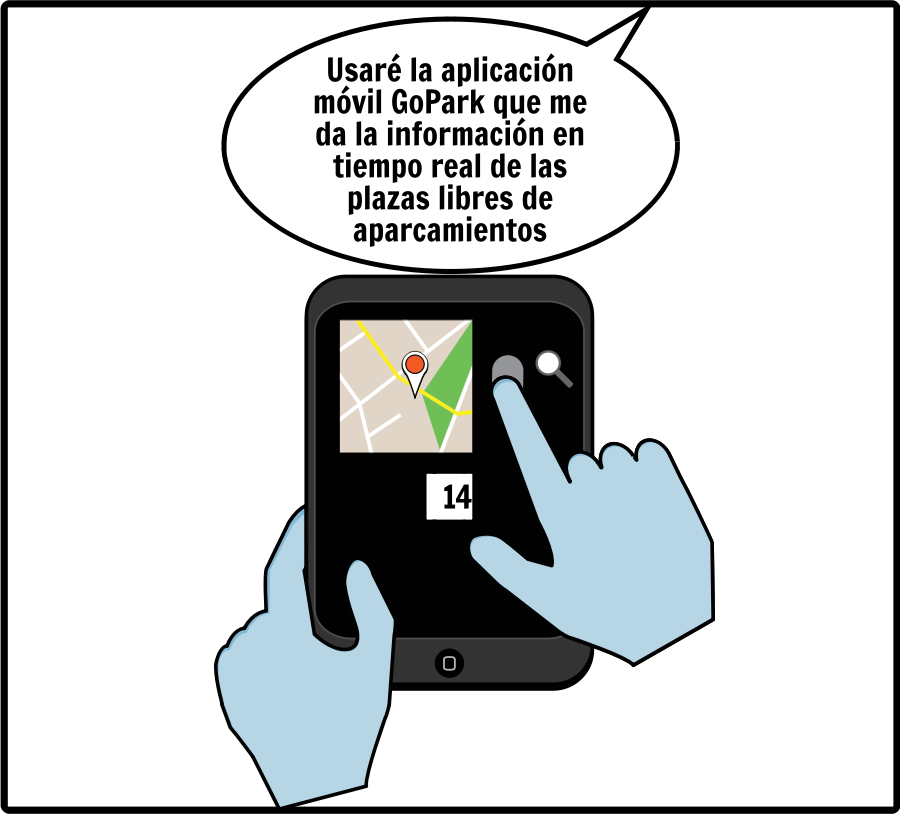 Usaré la aplicación
móvil GoPark que me
da la información en
tiempo real de las
plazas libres de
aparcamientos
14